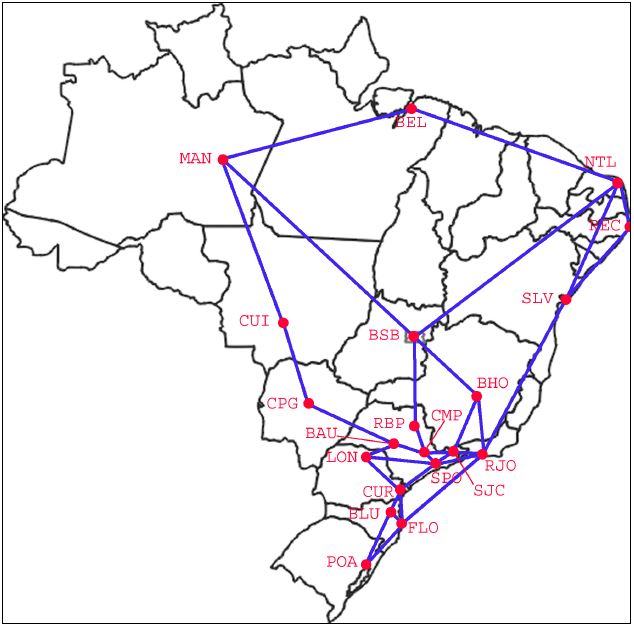 BEL
MAN
NTL
REC
SLV
CUI
BSB
BHO
CPG
RBP
CMP
BAU
LON
RJO
SPO
SJC
CUR
BLU
FLO
POA